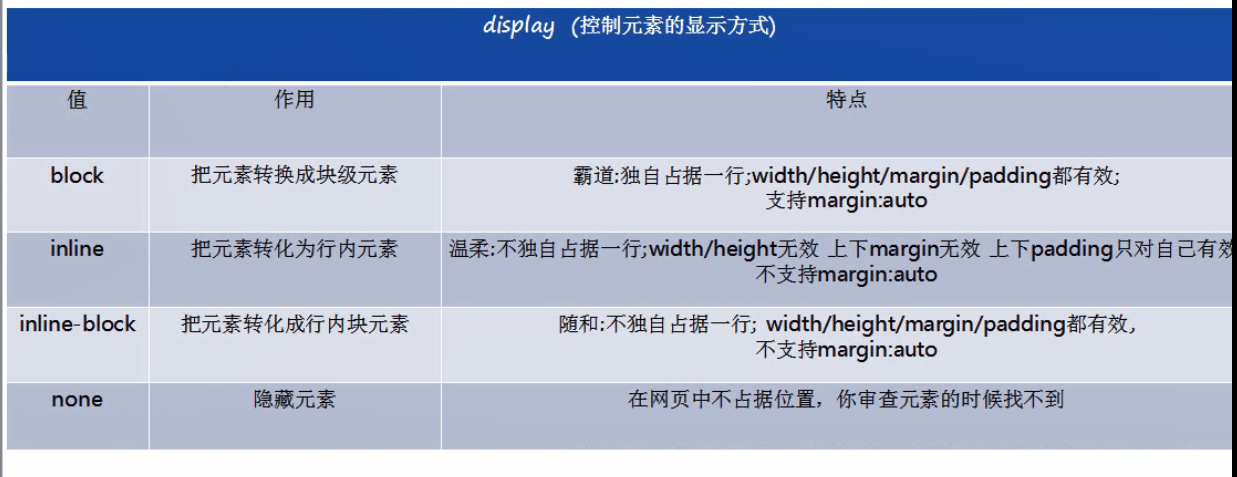 display (控制元素的显示方式)
值 作用 特点
block 把元素转换成块级元素 霸道:独自占据一行;width/height/margin/padding都有效;
支持margin:auto
inline 把元素转化为行内元素 温柔:不独自占据一行;width/height无效 上下margin无效 上下padding只对自己有效
不支持margin:auto
inline-block 把元素转化成行内块元素 随和:不独自占据一行; width/height/margin/padding都有效,
不支持margin:auto
none 隐藏元素 在网页中不占据位置，你审查元素的时候找不到